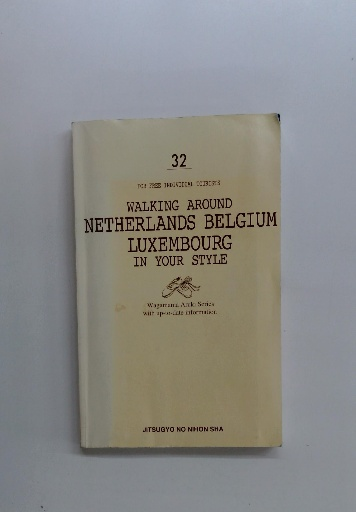 32
FOR FREE INDIVIDUAL TOURISTS
WALKING AROUND
NETHERLANDS BELGIUM
LUXEMBOURG
IN YOUR STYLE
Wagamama Aruki Series
with up-to-date information
JITSUGYO NO NIHON SHA